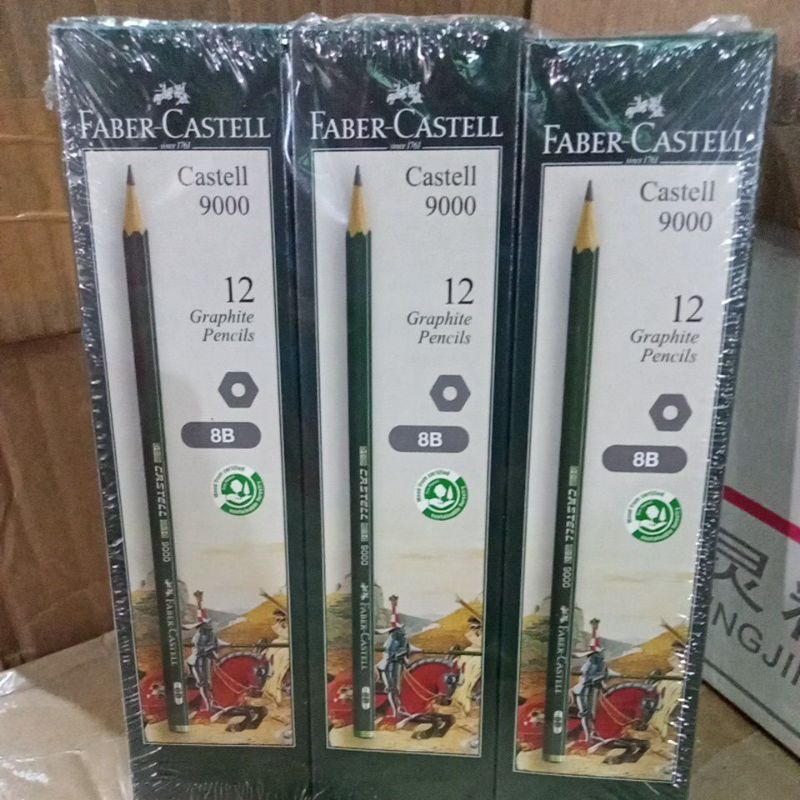 FABER-CASTELL
since 1761
Castell
9000
12
Graphite
Pencils
8B
CASTELL 9000
FABER-CASTELL
FABER-CASTELL
since 1761
Castell
9000
12
Graphite
Pencils
8B
CASTELL 9000
FABER-CASTELL
FABER-CASTELL
since 1761
Castell
9000
12
Graphite
Pencils
8B
CASTELL 9000
FABER-CASTELL
灵
NGJI